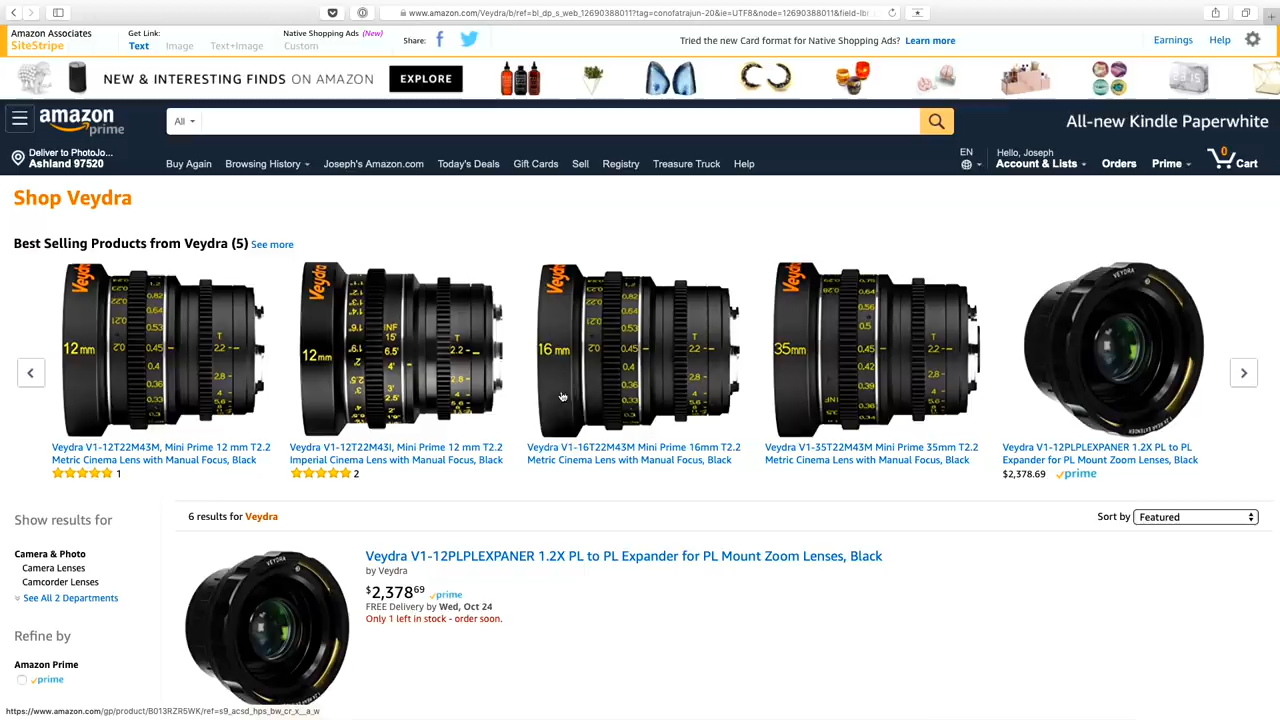 www.amazon.com/Veydra/b/ref=bl_dp_s_web_12690388011?tag=conofatrajun-20&ie=UTF8&node=12690388011&field-lbr
Amazon Associates
SiteStripe
Get Link:
Text
Image
Text+Image
Native Shopping Ads (New)
Custom
Share:
Tried the new Card format for Native Shopping Ads? Learn more
Earnings
Help
NEW & INTERESTING FINDS ON AMAZON
EXPLORE
amazon
prime
All
All-new Kindle Paperwhite
Deliver to PhotoJo...
Ashland 97520
Buy Again
Browsing History
Joseph's Amazon.com
Today's Deals
Gift Cards
Sell
Registry
Treasure Truck
Help
EN
Hello, Joseph
Account & Lists
Orders
Prime
0
Cart
Shop Veydra
Best Selling Products from Veydra (5) See more
12mm
12mm
16mm
35mm
Veydra V1-12T22M43M, Mini Prime 12 mm T2.2
Metric Cinema Lens with Manual Focus, Black
1
Veydra V1-12T22M43I, Mini Prime 12 mm T2.2
Imperial Cinema Lens with Manual Focus, Black
2
Veydra V1-16T22M43M Mini Prime 16mm T2.2
Metric Cinema Lens with Manual Focus, Black
Veydra V1-35T22M43M Mini Prime 35mm T2.2
Metric Cinema Lens with Manual Focus, Black
Veydra V1-12PLPLEXPANER 1.2X PL to PL
Expander for PL Mount Zoom Lenses, Black
$2,378.69 prime
Show results for
Camera & Photo
Camera Lenses
Camcorder Lenses
See All 2 Departments
Refine by
Amazon Prime
prime
6 results for Veydra
Sort by
Featured
Veydra V1-12PLPLEXPANER 1.2X PL to PL Expander for PL Mount Zoom Lenses, Black
by Veydra
$2,378.69 prime
FREE Delivery by Wed, Oct 24
Only 1 left in stock - order soon.
https://www.amazon.com/gp/product/B013RZR5WK/ref=s9_acsd_hps_bw_cr_x__a_w